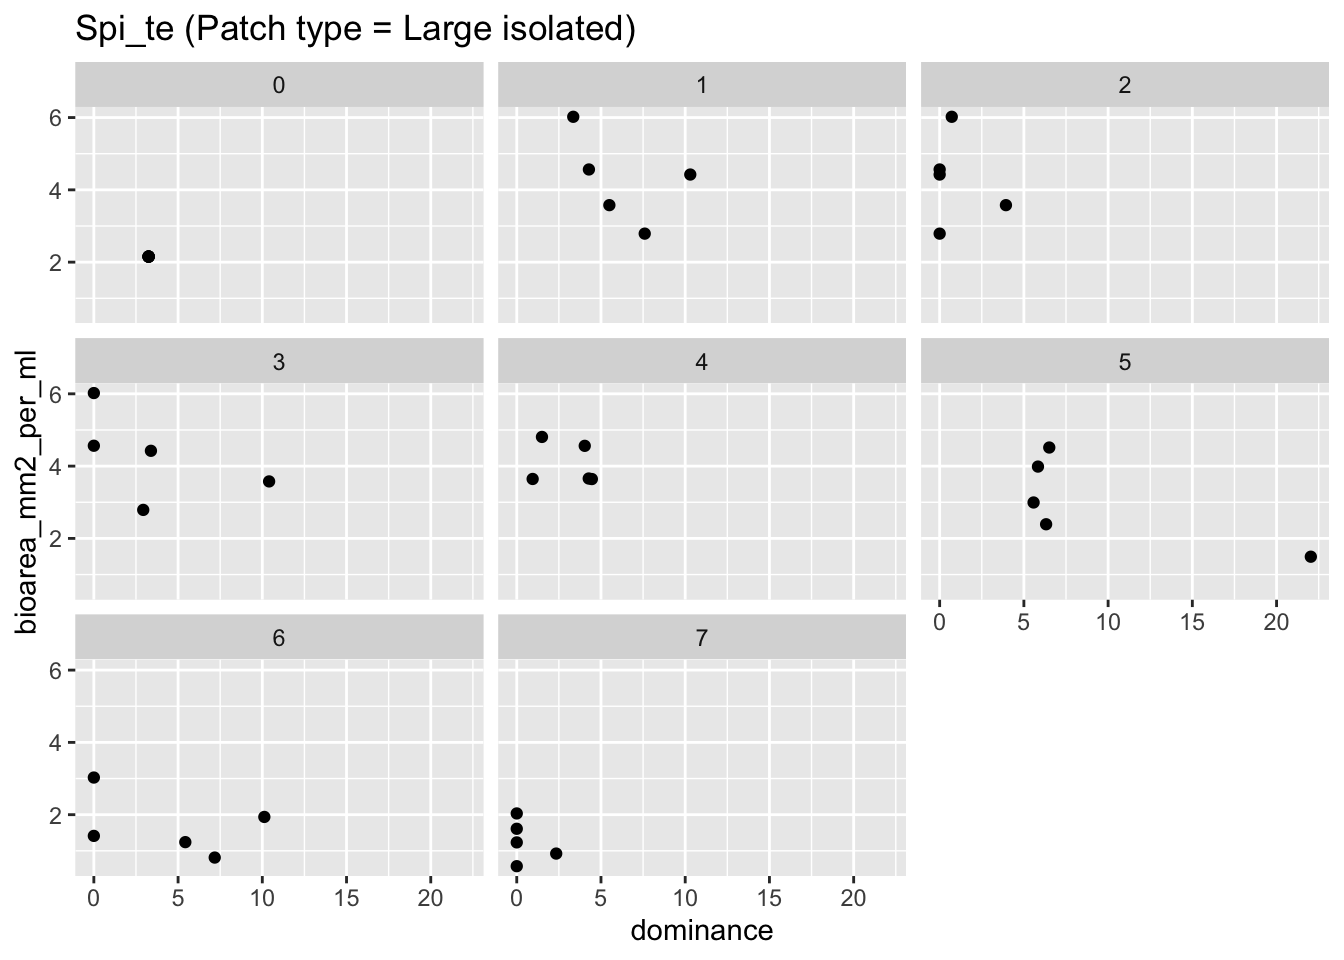 Spi_te (Patch type = Large isolated)
0 1 2
6
4
2
3 4 5
6
4
2
0 5 10 15 20
6 7
6
4
2
0 5 10 15 20 0 5 10 15 20
bioarea_mm2_per_ml
dominance